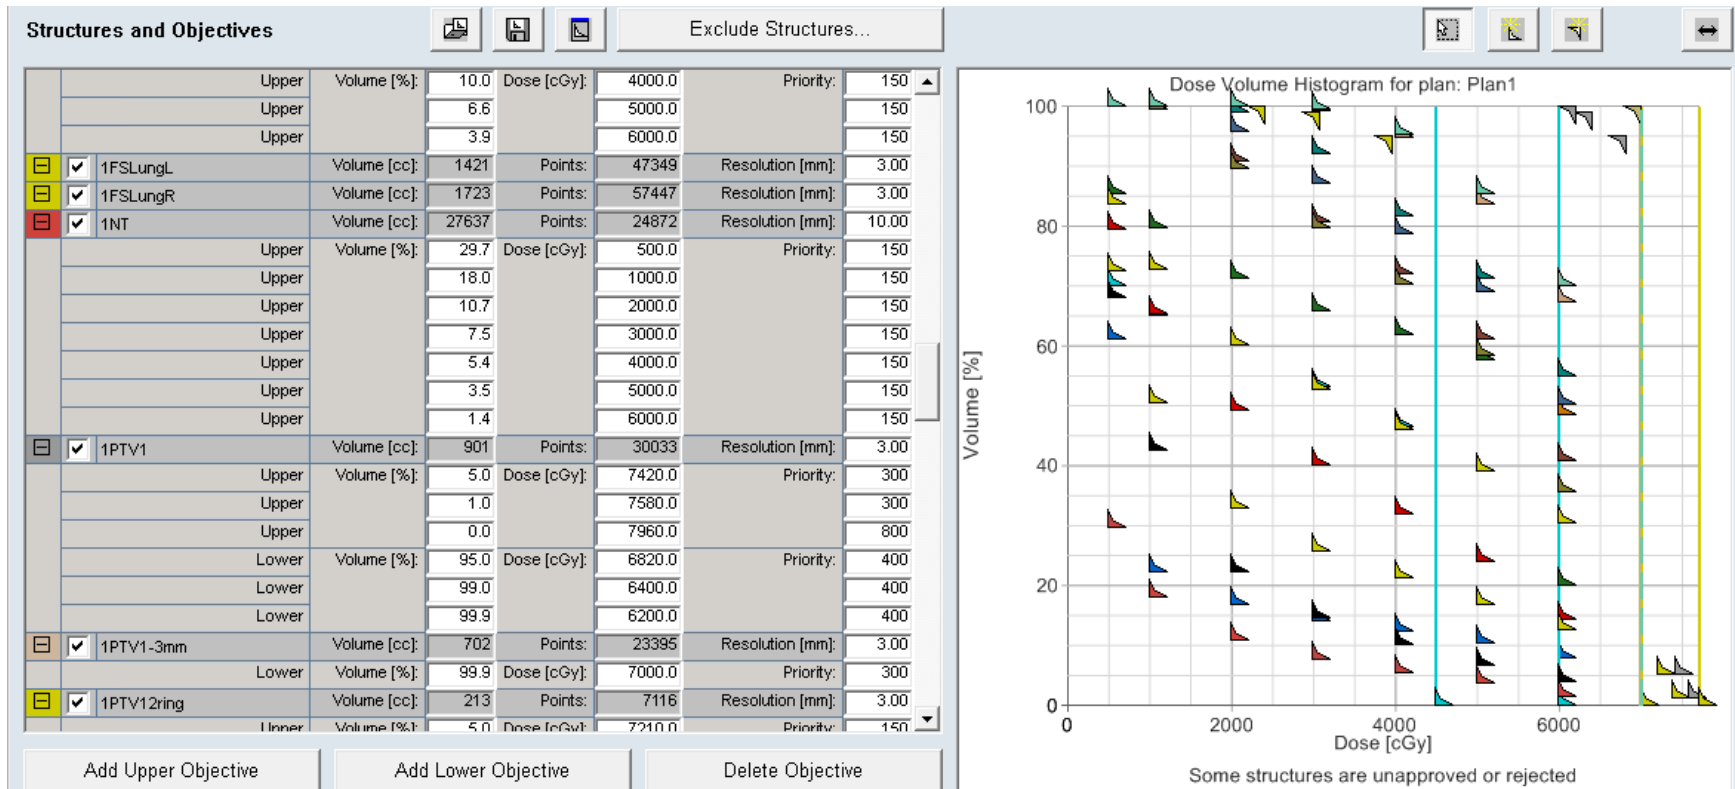 Structures and Objectives
Exclude Structures...
Upper Volume [%]: 10.0 Dose [cGy]: 4000.0 Priority: 150
Upper 6.6 5000.0 150
Upper 3.9 6000.0 150
1FSLungL Volume [cc]: 1421 Points: 47349 Resolution [mm]: 3.00
1FSLungR Volume [cc]: 1723 Points: 57447 Resolution [mm]: 3.00
1NT Volume [cc]: 27637 Points: 24872 Resolution [mm]: 10.00
Upper Volume [%]: 29.7 Dose [cGy]: 500.0 Priority: 150
Upper 18.0 1000.0 150
Upper 10.7 2000.0 150
Upper 7.5 3000.0 150
Upper 5.4 4000.0 150
Upper 3.5 5000.0 150
Upper 1.4 6000.0 150
1PTV1 Volume [cc]: 901 Points: 30033 Resolution [mm]: 3.00
Upper Volume [%]: 5.0 Dose [cGy]: 7420.0 Priority: 300
Upper 1.0 7580.0 300
Upper 0.0 7960.0 800
Lower Volume [%]: 95.0 Dose [cGy]: 6820.0 Priority: 400
Lower 99.0 6400.0 400
Lower 99.9 6200.0 400
1PTV1-3mm Volume [cc]: 702 Points: 23395 Resolution [mm]: 3.00
Lower Volume [%]: 99.9 Dose [cGy]: 7000.0 Priority: 300
1PTV12ring Volume [cc]: 213 Points: 7116 Resolution [mm]: 3.00
Upper Volume [%]: 5.0 Dose [cGy]: 7210.0 Priority: 150
Add Upper Objective
Add Lower Objective
Delete Objective
Dose Volume Histogram for plan: Plan1
100
80
60
40
20
0
Volume [%]
0 2000 4000 6000
Dose [cGy]
Some structures are unapproved or rejected